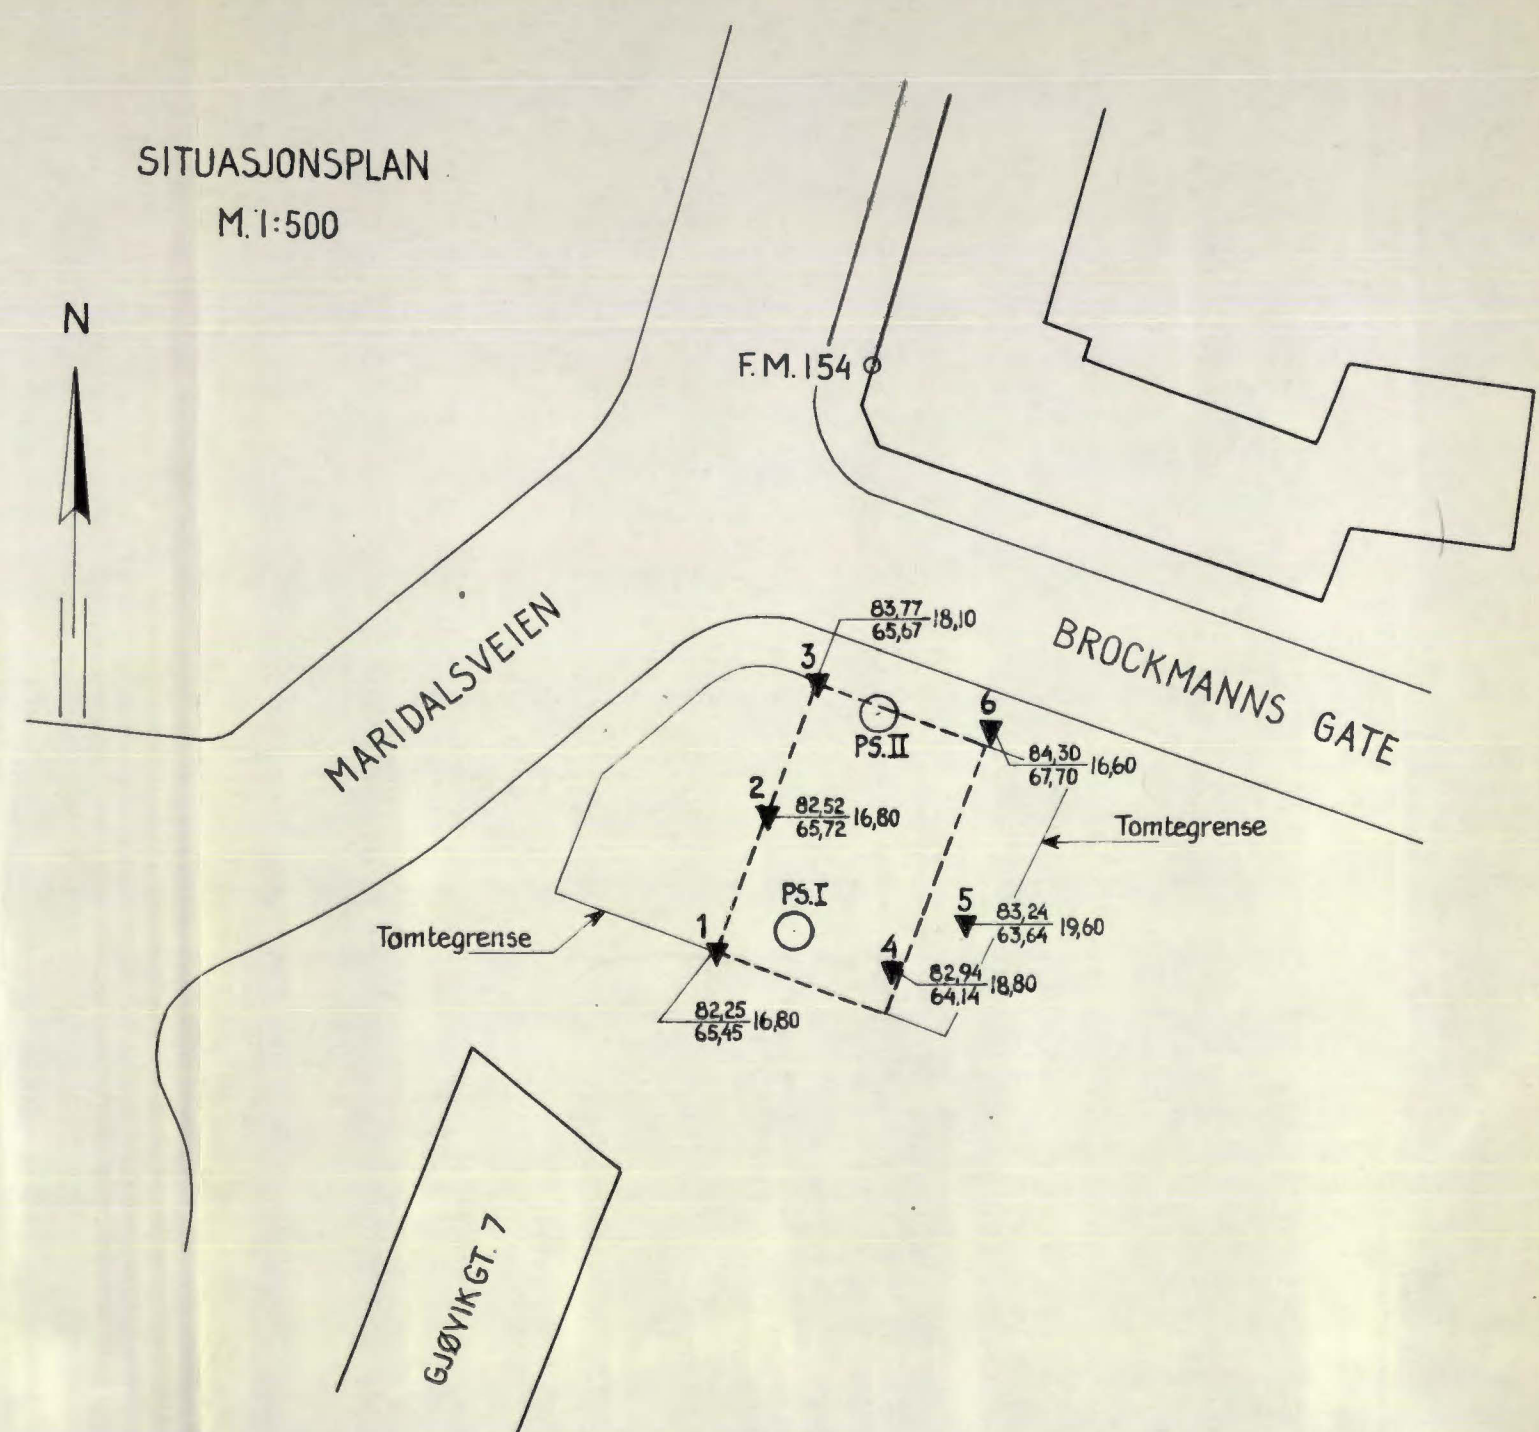 SITUASJONSPLAN
M. 1:500
N
F.M. 154
MARIDALSVEIEN
BROCKMANNS GATE
3
83,77
65,67
18,10
PS.II
6
84,30
67,70
16,60
2
82,52
65,72
16,80
Tomtegrense
PS.I
5
83,24
63,64
19,60
Tomtegrense
1
4
82,94
64,14
18,80
82,25
65,45
16,80
GJØVIKGT. 7